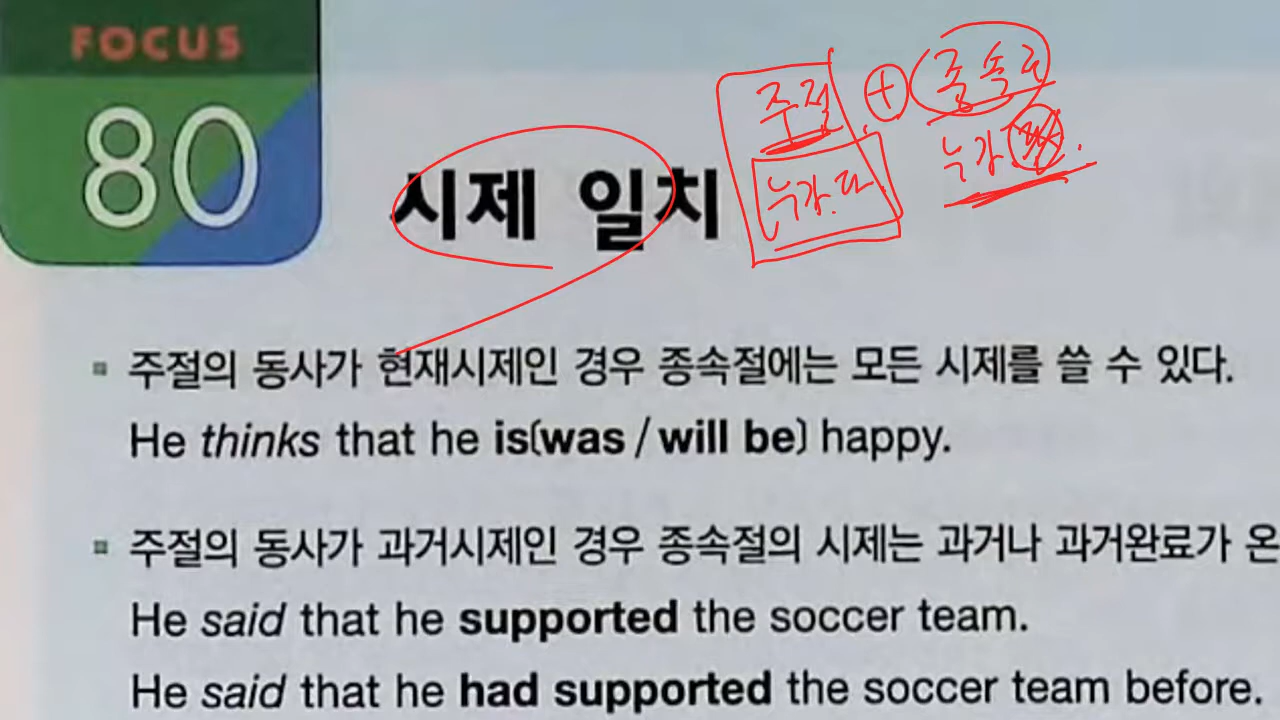 FOCUS
80
시제 일치
주절 + 종속절
누가.다
누가
주절의 동사가 현재시제인 경우 종속절에는 모든 시제를 쓸 수 있다.
He thinks that he is(was / will be) happy.
주절의 동사가 과거시제인 경우 종속절의 시제는 과거나 과거완료가 온
He said that he supported the soccer team.
He said that he had supported the soccer team before.